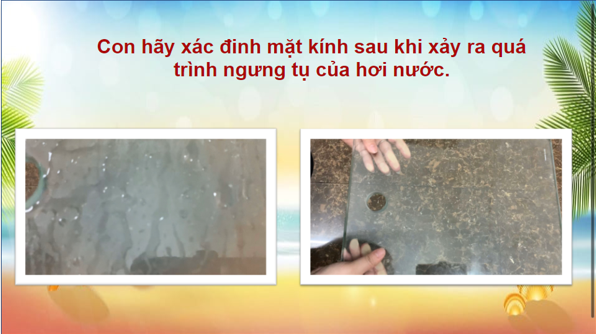 Con hãy xác đinh mặt kính sau khi xảy ra quá
trình ngưng tụ của hơi nước.